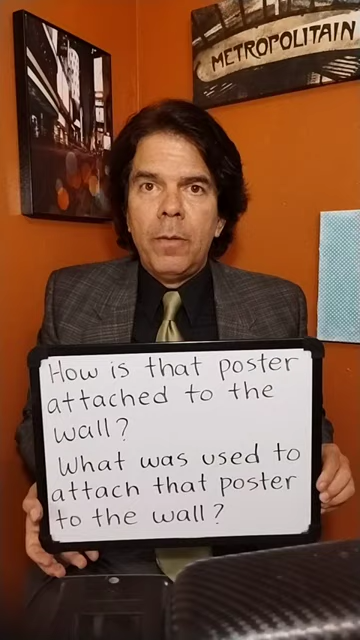 METROPOLITAIN
How is that poster
attached to the
wall?
What was used to
attach that poster
to the wall?